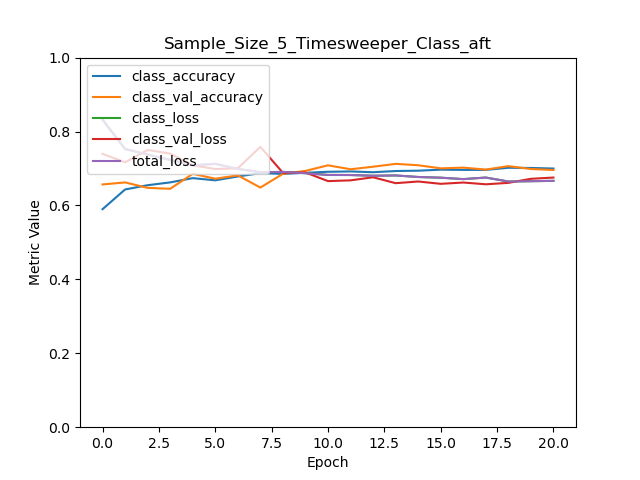 Sample_Size_5_Timesweeper_Class_aft
1.0
0.8
0.6
0.4
0.2
0.0
Metric Value
class_accuracy
class_val_accuracy
class_loss
class_val_loss
total_loss
0.0 2.5 5.0 7.5 10.0 12.5 15.0 17.5 20.0
Epoch